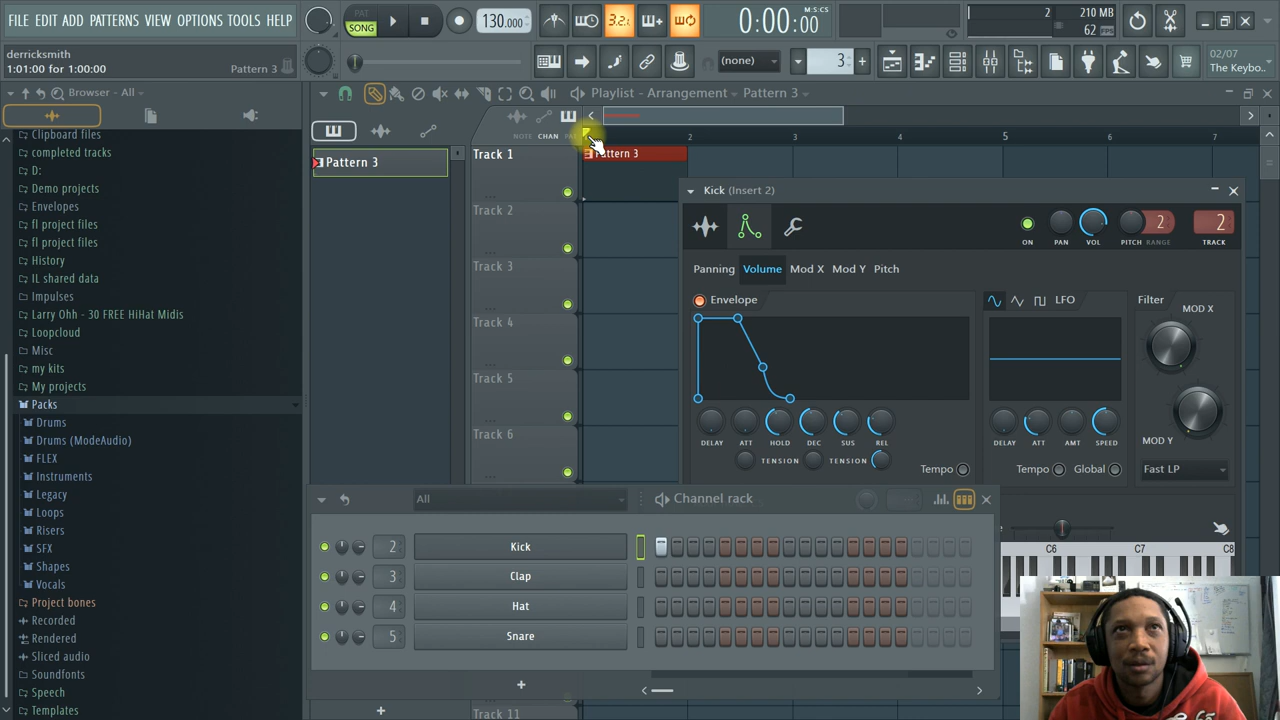 FILE EDIT ADD PATTERNS VIEW OPTIONS TOOLS HELP
PAT
SONG
130.000
3.2.
0:00:00
M:S:CS
2
210 MB
62
derricksmith
1:01:00 for 1:00:00
Pattern 3
(none)
3
02/07
The Keybo..
Browser - All
Playlist - Arrangement
Pattern 3
NOTE CHAN
2 3 4 5 6 7
Clipboard files
completed tracks
D:
Demo projects
Envelopes
fl project files
fl project files
History
IL shared data
Impulses
Larry Ohh - 30 FREE HiHat Midis
Loopcloud
Misc
my kits
My projects
Packs
Drums
Drums (ModeAudio)
FLEX
Instruments
Legacy
Loops
Risers
SFX
Shapes
Vocals
Project bones
Recorded
Rendered
Sliced audio
Soundfonts
Speech
Templates
Pattern 3
Track 1
Pattern 3
Track 2
Track 3
Track 4
Track 5
Track 6
Track 11
Kick (Insert 2)
ON PAN VOL PITCH RANGE TRACK
2
2
Panning Volume Mod X Mod Y Pitch
Envelope
LFO
Filter
MOD X
DELAY ATT HOLD DEC SUS REL
TENSION TENSION
Tempo
DELAY ATT AMT SPEED
Tempo Global
MOD Y
Fast LP
C6 C7 C8
All
Channel rack
2 Kick
3 Clap
4 Hat
5 Snare